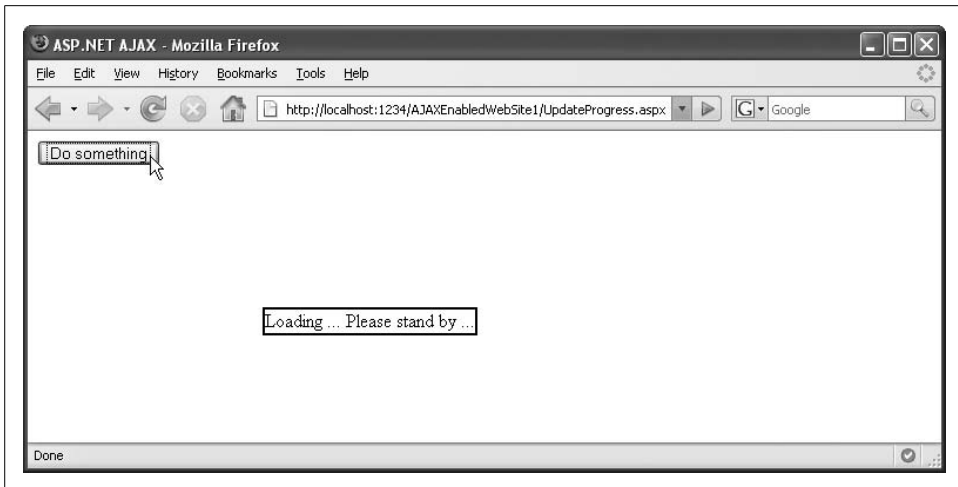 ASP.NET AJAX - Mozilla Firefox
File Edit View History Bookmarks Tools Help
http://localhost:1234/AJAXEnabledWebSite1/UpdateProgress.aspx G Google
Do something
Loading ... Please stand by ...
Done